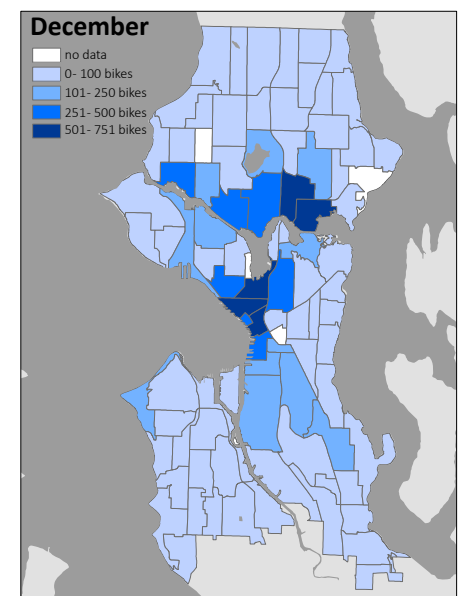 December
no data
0- 100 bikes
101- 250 bikes
251- 500 bikes
501- 751 bikes